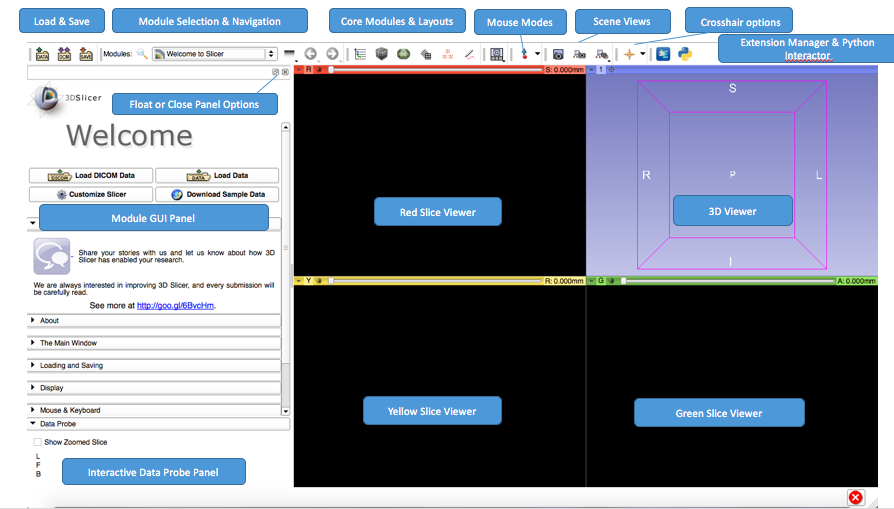 Load & Save
Module Selection & Navigation
Core Modules & Layouts
Mouse Modes
Scene Views
Crosshair options
Extension Manager & Python
Interactor
DATA
DCM
SAVE
Modules:
Welcome to Slicer
Float or Close Panel Options
3DSlicer
Welcome
DICOM Load DICOM Data
DATA Load Data
Customize Slicer
Download Sample Data
Module GUI Panel
Share your stories with us and let us know about how 3D
Slicer has enabled your research.
We are always interested in improving 3D Slicer, and every submission will
be carefully read.
See more at http://goo.gl/6BvcHm.
About
The Main Window
Loading and Saving
Display
Mouse & Keyboard
Data Probe
Show Zoomed Slice
L
F
B
Interactive Data Probe Panel
R
S: 0.000mm
Red Slice Viewer
1
S
R
P
L
I
3D Viewer
Y
R: 0.000mm
Yellow Slice Viewer
G
A: 0.000mm
Green Slice Viewer